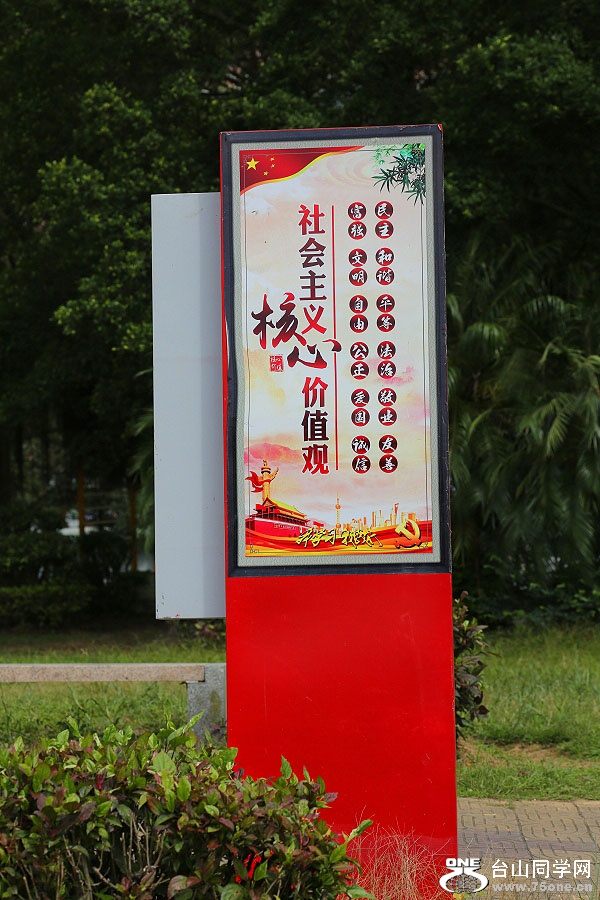 社会主义核心价值观
富强 民主
文明 和谐
自由 平等
公正 法治
爱国 敬业
诚信 友善
ONE 台山同学网
www.76one.cn